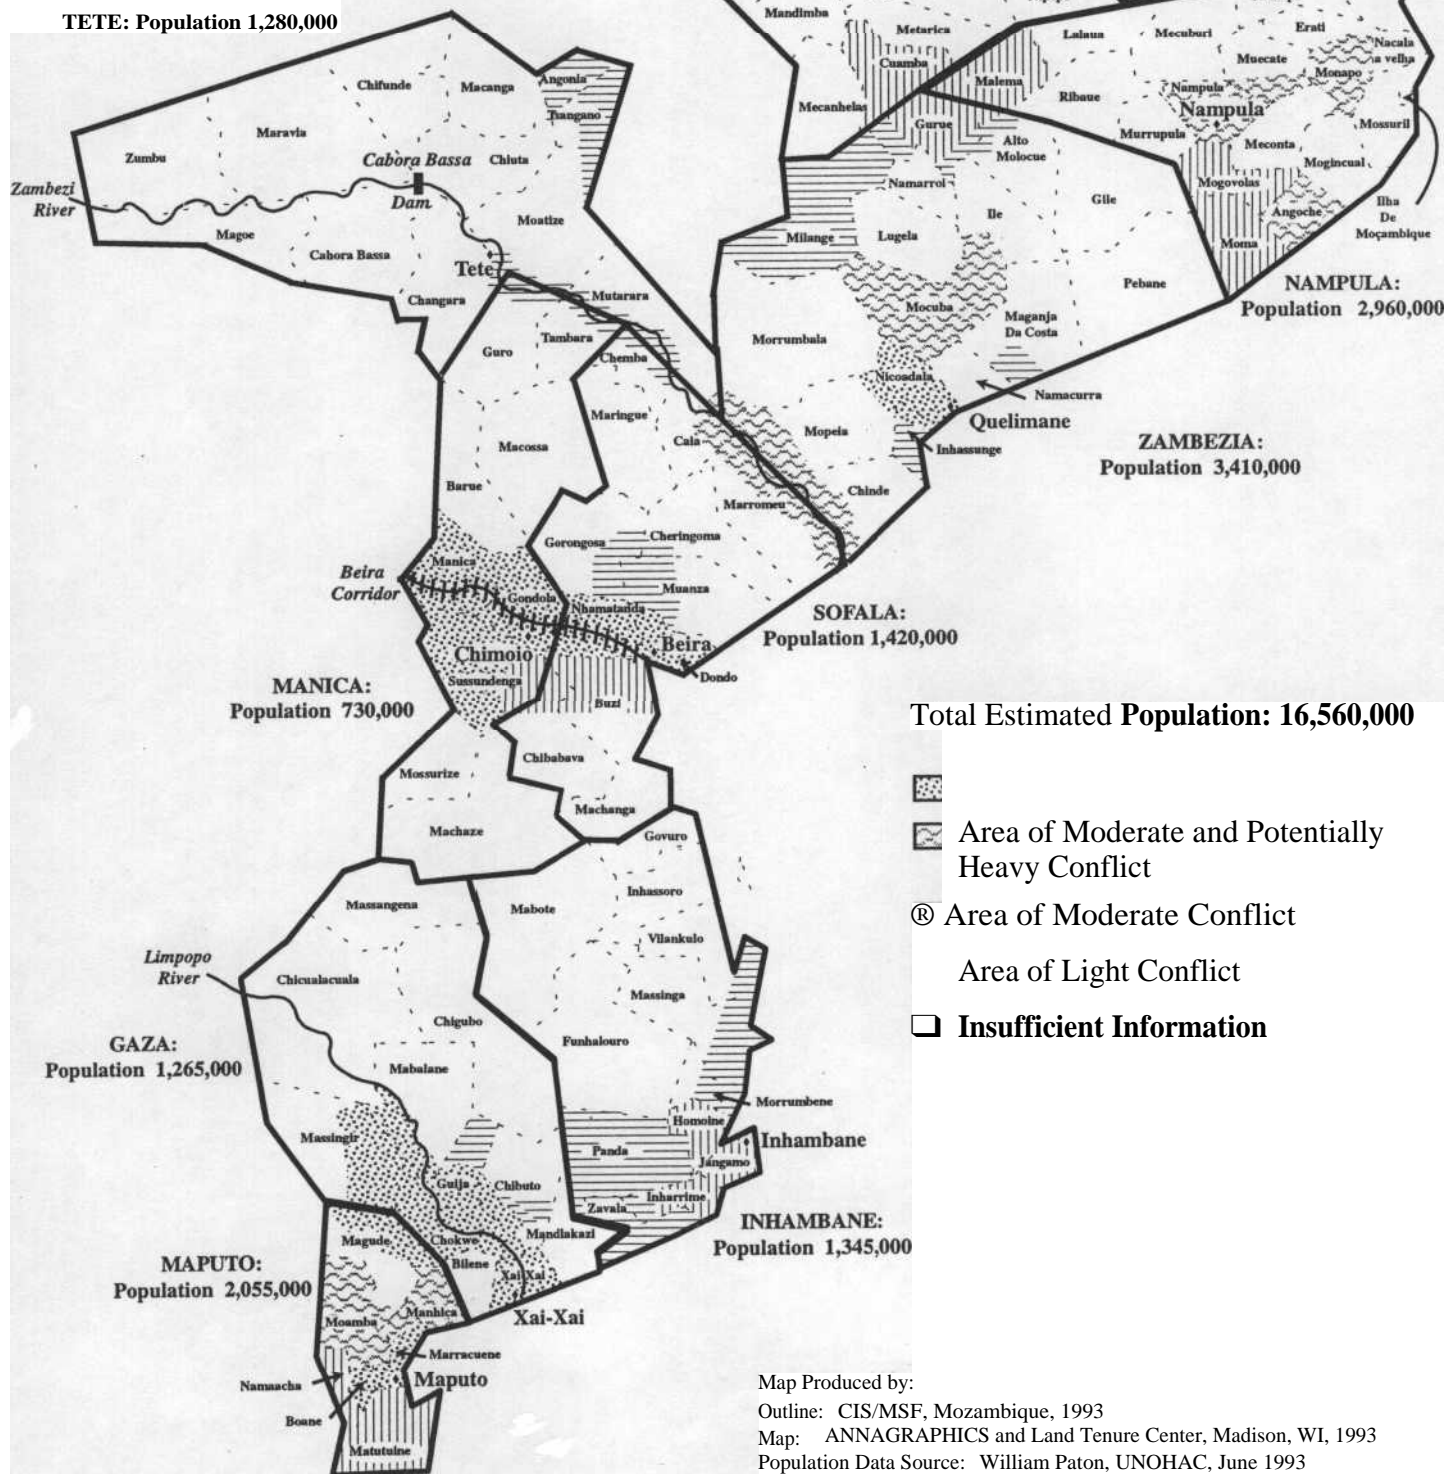 TETE: Population 1,280,000
Mandimba
Metarica
Cuamba
Mecanhelas
Lalaua
Mecuburi
Erati
Nacala
a velha
Muecate
Monapo
Malema
Ribaue
Nampula
Nampula
Murrupula
Mossuril
Meconta
Mogincual
Mogovolas
Angoche
Moma
Ilha
De
Moçambique
NAMPULA:
Population 2,960,000
Angonia
Tsangano
Chifunde
Macanga
Maravia
Zumbu
Cabora Bassa
Dam
Chiuta
Zambezi
River
Moatize
Magoe
Cahora Bassa
Tete
Changara
Mutarara
Gurue
Alto
Molocue
Namarroi
Gile
Ile
Milange
Lugela
Pebane
Mocuba
Maganja
Da Costa
Morrumbala
Nicoadala
Namacurra
Quelimane
Mopeia
Inhassunge
Chinde
ZAMBEZIA:
Population 3,410,000
Guro
Tambara
Chemba
Maringue
Caia
Macossa
Barue
Marromeu
Gorongosa
Cheringoma
Manica
Beira
Corridor
Gondola
Muanza
Nhamatanda
Chimoio
Beira
Dondo
SOFALA:
Population 1,420,000
Sussundenga
Buzi
MANICA:
Population 730,000
Chibabava
Mossurize
Machanga
Machaze
Total Estimated Population: 16,560,000
Area of Moderate and Potentially
Heavy Conflict
® Area of Moderate Conflict
Area of Light Conflict
❑ Insufficient Information
Govuro
Inhassoro
Massangena
Mabote
Vilankulo
Limpopo
River
Chicualacuala
Massinga
Chigubo
Funhalouro
GAZA:
Population 1,265,000
Mabalane
Morrumbene
Homoine
Massingir
Panda
Inhambane
Jangamo
Guija
Chibuto
Inharrime
Zavala
Mandlakazi
INHAMBANE:
Population 1,345,000
Magude
Chokwe
Bilene
Xai-Xai
MAPUTO:
Population 2,055,000
Moamba
Manhica
Xai-Xai
Marracuene
Namaacha
Maputo
Boane
Matutuine
Map Produced by:
Outline: CIS/MSF, Mozambique, 1993
Map: ANNAGRAPHICS and Land Tenure Center, Madison, WI, 1993
Population Data Source: William Paton, UNOHAC, June 1993